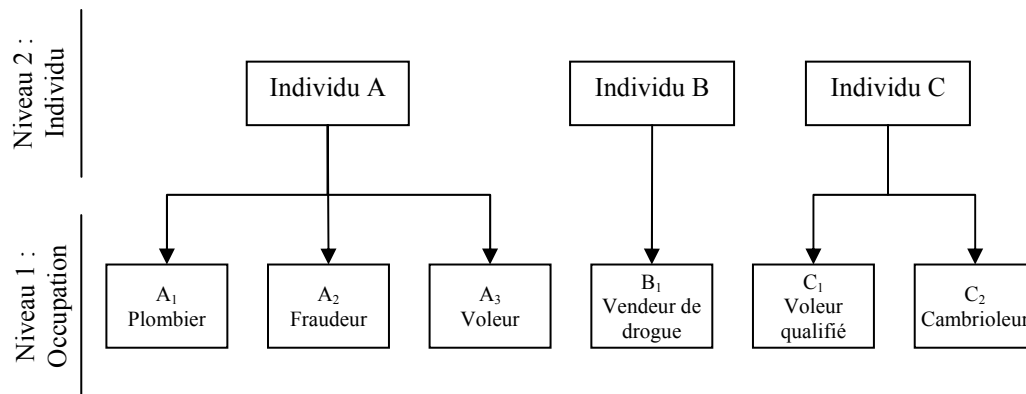 Niveau 2 :
Individu
Individu A
Individu B
Individu C
Niveau 1 :
Occupation
A₁
Plombier
A₂
Fraudeur
A₃
Voleur
B₁
Vendeur de
drogue
C₁
Voleur
qualifié
C₂
Cambrioleur